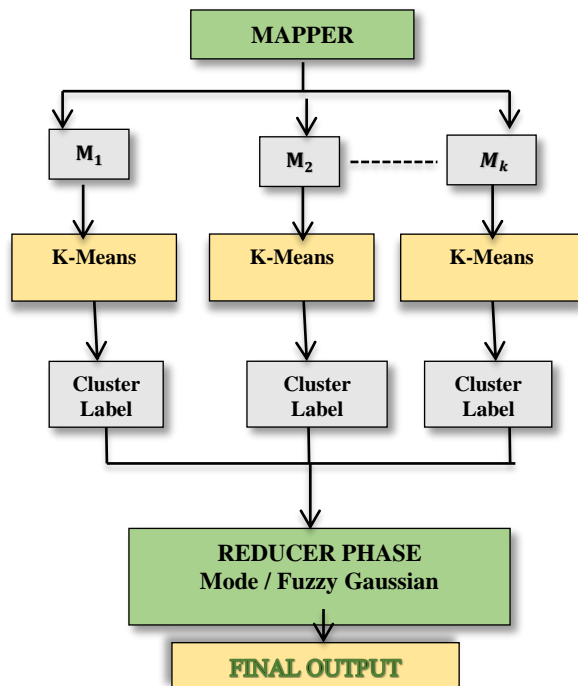 MAPPER
M₁
M₂
Mₖ
K-Means
K-Means
K-Means
Cluster
Label
Cluster
Label
Cluster
Label
REDUCER PHASE
Mode / Fuzzy Gaussian
FINAL OUTPUT